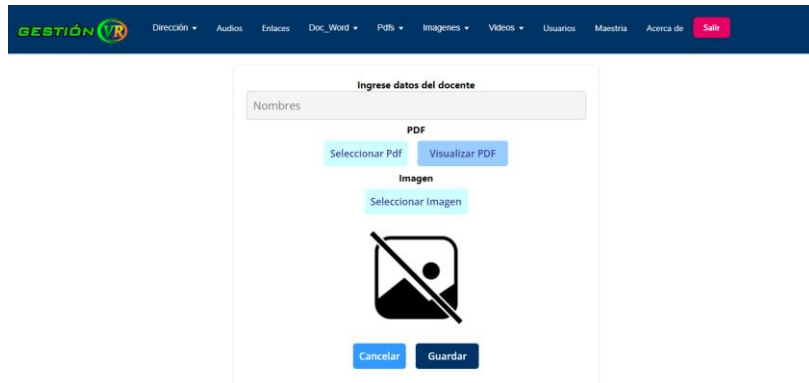 GESTIÓN VR Dirección Audios Enlaces Doc_Word Pdfs Imagenes Videos Usuarios Maestria Acerca de Salir
Ingrese datos del docente
Nombres
PDF
Seleccionar Pdf Visualizar PDF
Imagen
Seleccionar Imagen
Cancelar Guardar